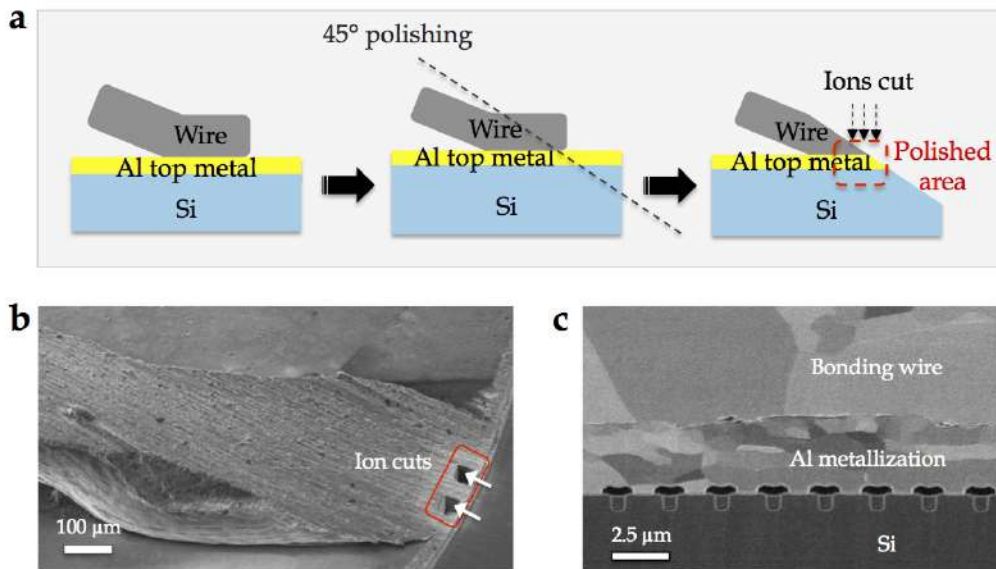 a
45° polishing
Wire
Al top metal
Si
Wire
Al top metal
Si
Ions cut
Wire
Al top metal
Polished
area
Si
b
Ion cuts
100 µm
c
Bonding wire
Al metallization
2.5 µm
Si